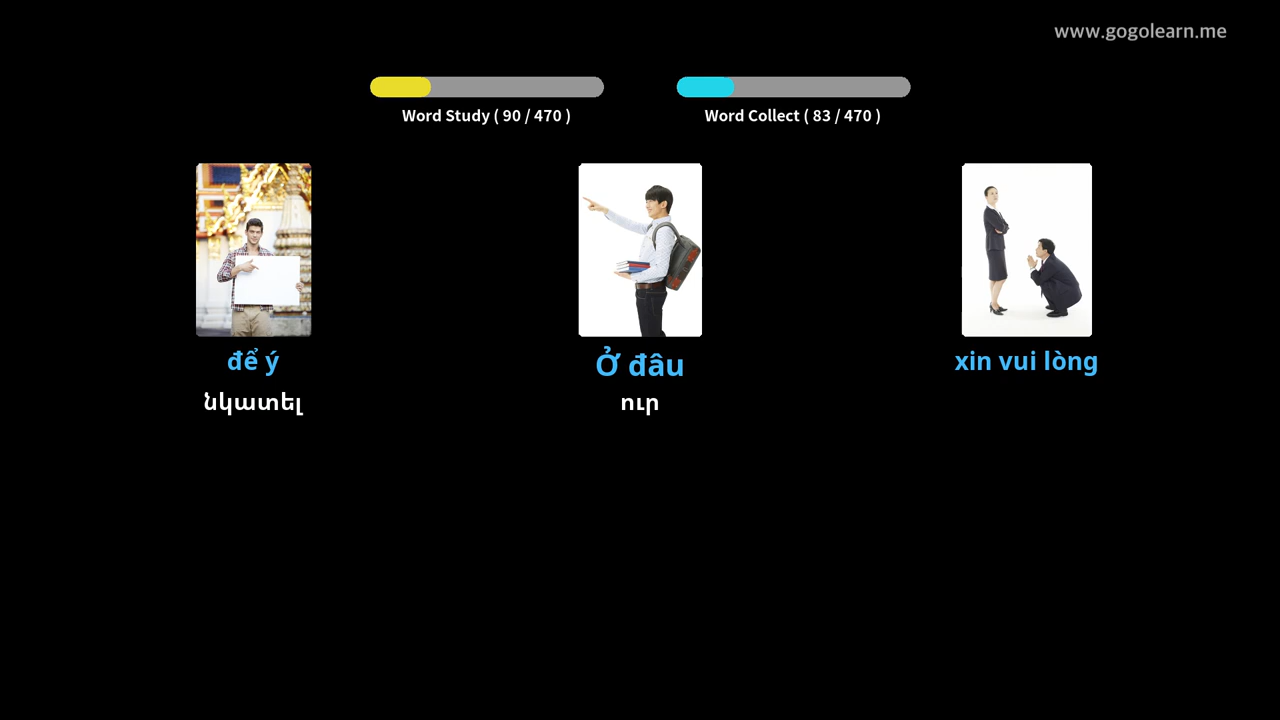 www.gogolearn.me
Word Study ( 90 / 470 )
Word Collect ( 83 / 470 )
để ý
Ở đâu
xin vui lòng
նկատել
ուր